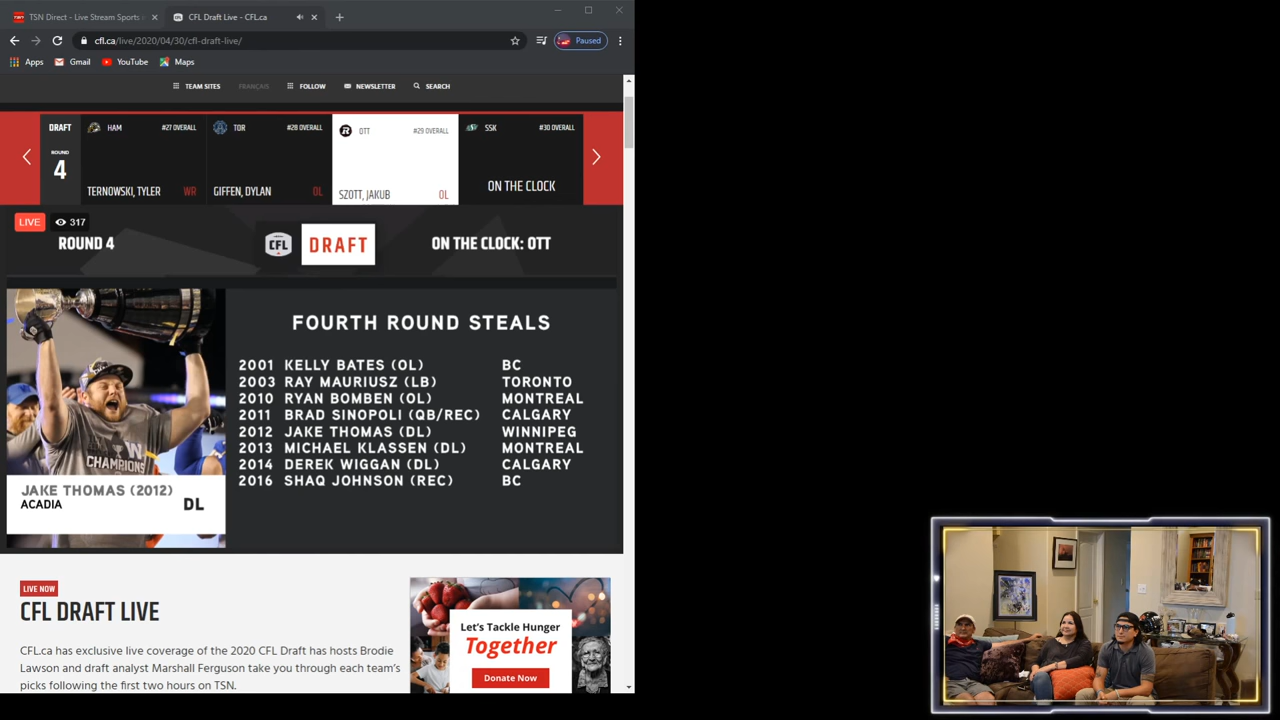 TSN Direct - Live Stream Sports
CFL Draft Live - CFL.ca
cfl.ca/live/2020/04/30/cfl-draft-live/
Paused
Apps Gmail YouTube Maps
TEAM SITES FRANÇAIS FOLLOW NEWSLETTER SEARCH
DRAFT
ROUND
4
HAM #27 OVERALL
TERNOWSKI, TYLER WR
TOR #28 OVERALL
GIFFEN, DYLAN OL
OTT #29 OVERALL
SZOTT, JAKUB OL
SSK #30 OVERALL
ON THE CLOCK
LIVE 317
ROUND 4
CFL DRAFT
ON THE CLOCK: OTT
FOURTH ROUND STEALS
2001 KELLY BATES (OL) BC
2003 RAY MAURIUSZ (LB) TORONTO
2010 RYAN BOMBEN (OL) MONTREAL
2011 BRAD SINOPOLI (QB/REC) CALGARY
2012 JAKE THOMAS (DL) WINNIPEG
2013 MICHAEL KLASSEN (DL) MONTREAL
2014 DEREK WIGGAN (DL) CALGARY
2016 SHAQ JOHNSON (REC) BC
CHAMPIONS
JAKE THOMAS (2012)
ACADIA
DL
LIVE NOW
CFL DRAFT LIVE
CFL.ca has exclusive live coverage of the 2020 CFL Draft has hosts Brodie
Lawson and draft analyst Marshall Ferguson take you through each team's
picks following the first two hours on TSN.
Let's Tackle Hunger
Together
Donate Now